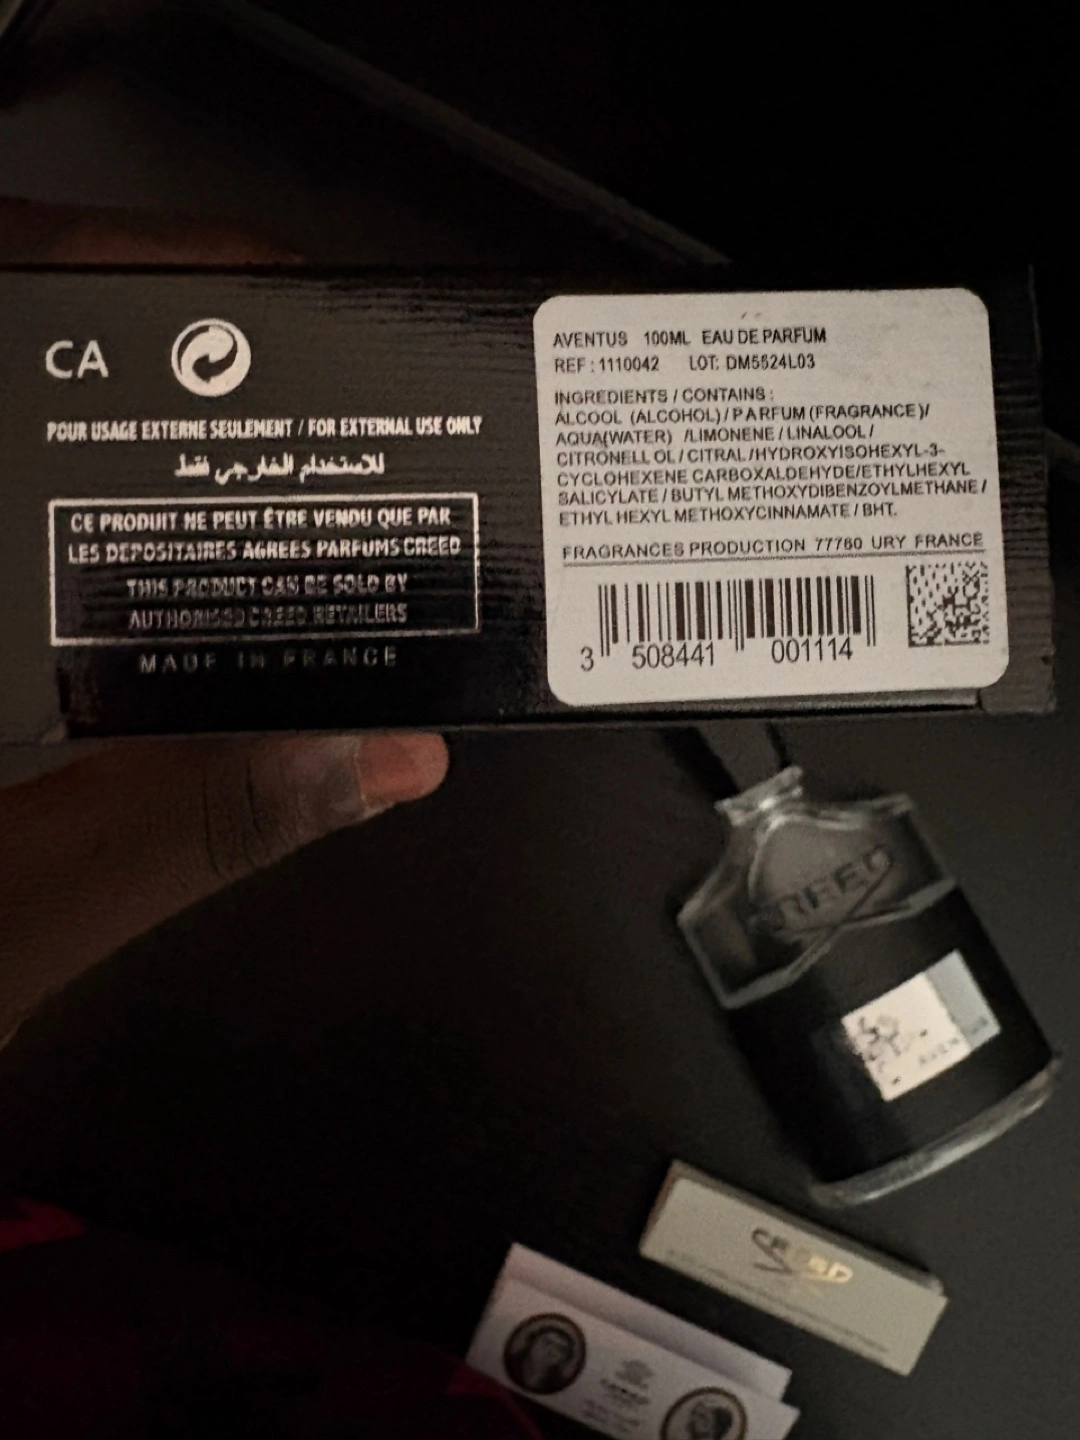 CA
POUR USAGE EXTERNE SEULEMENT / FOR EXTERNAL USE ONLY
للاستخدام الخارجي فقط
CE PRODUIT NE PEUT ÊTRE VENDU QUE PAR
LES DEPOSITAIRES AGREES PARFUMS CREED
THIS PRODUCT CAN BE SOLD BY
AUTHORISED CREED RETAILERS
MADE IN FRANCE
AVENTUS 100ML EAU DE PARFUM
REF : 1110042 LOT: DM5624L03
INGREDIENTS / CONTAINS :
ALCOOL (ALCOHOL) / PARFUM (FRAGRANCE)/
AQUA(WATER) /LIMONENE / LINALOOL /
CITRONELL OL / CITRAL /HYDROXYISOHEXYL-3-
CYCLOHEXENE CARBOXALDEHYDE/ETHYLHEXYL
SALICYLATE / BUTYL METHOXYDIBENZOYLMETHANE /
ETHYL HEXYL METHOXYCINNAMATE / BHT.
FRAGRANCES PRODUCTION 77760 URY FRANCE
3 508441 001114
CREED
AVENTUS
CREED